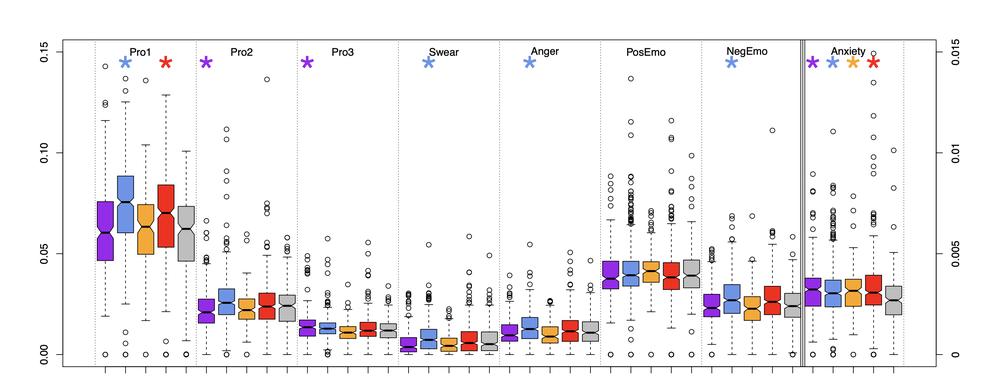 Pro1 Pro2 Pro3 Swear Anger PosEmo NegEmo Anxiety
* * * * * * * * * * *
0.15 0.015
0.10 0.01
0.05 0.005
0.00 0